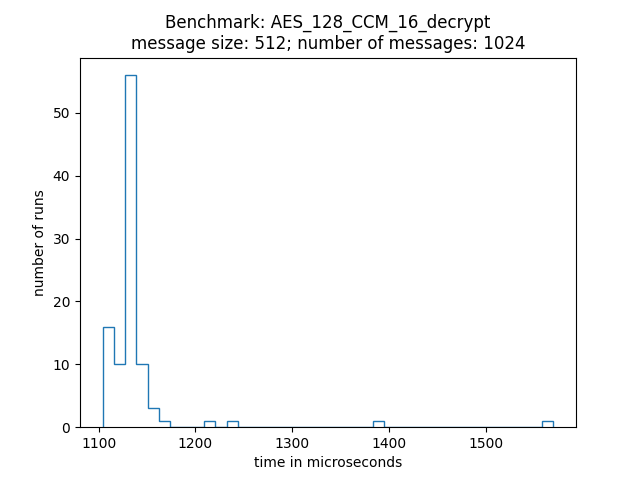 Benchmark: AES_128_CCM_16_decrypt
message size: 512; number of messages: 1024
50
40
30
20
10
0
number of runs
1100 1200 1300 1400 1500
time in microseconds